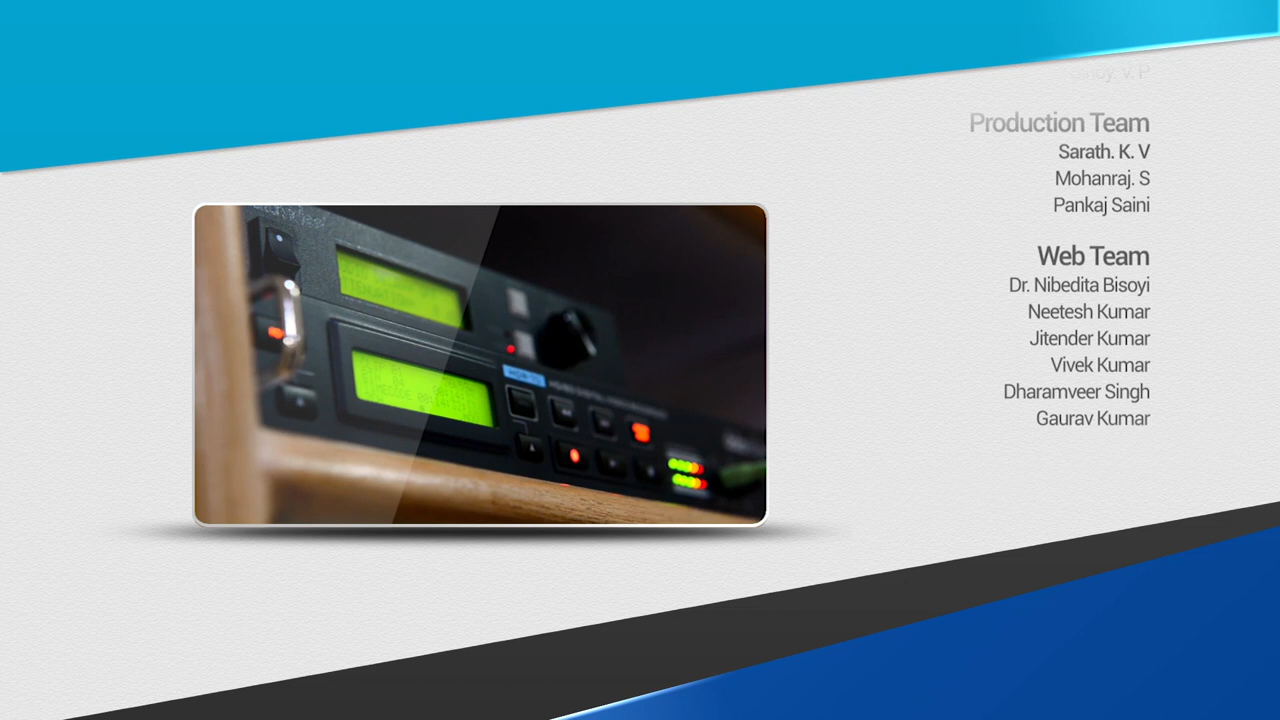 V. P
Production Team
Sarath. K. V
Mohanraj. S
Pankaj Saini
Web Team
Dr. Nibedita Bisoyi
Neetesh Kumar
Jitender Kumar
Vivek Kumar
Dharamveer Singh
Gaurav Kumar